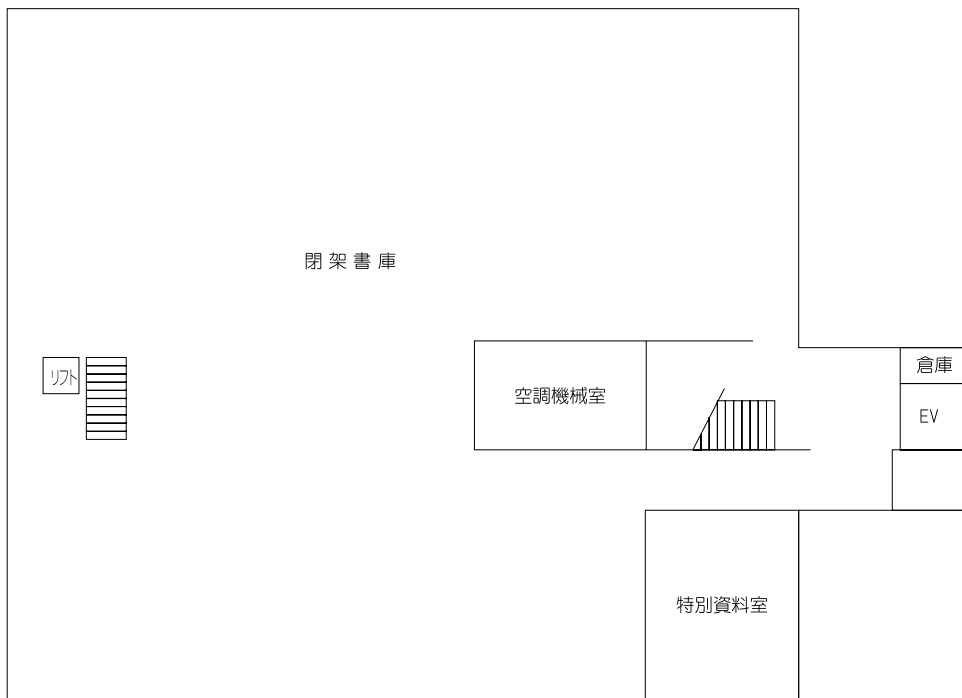 閉架書庫
倉庫
リフト
空調機械室
EV
特別資料室